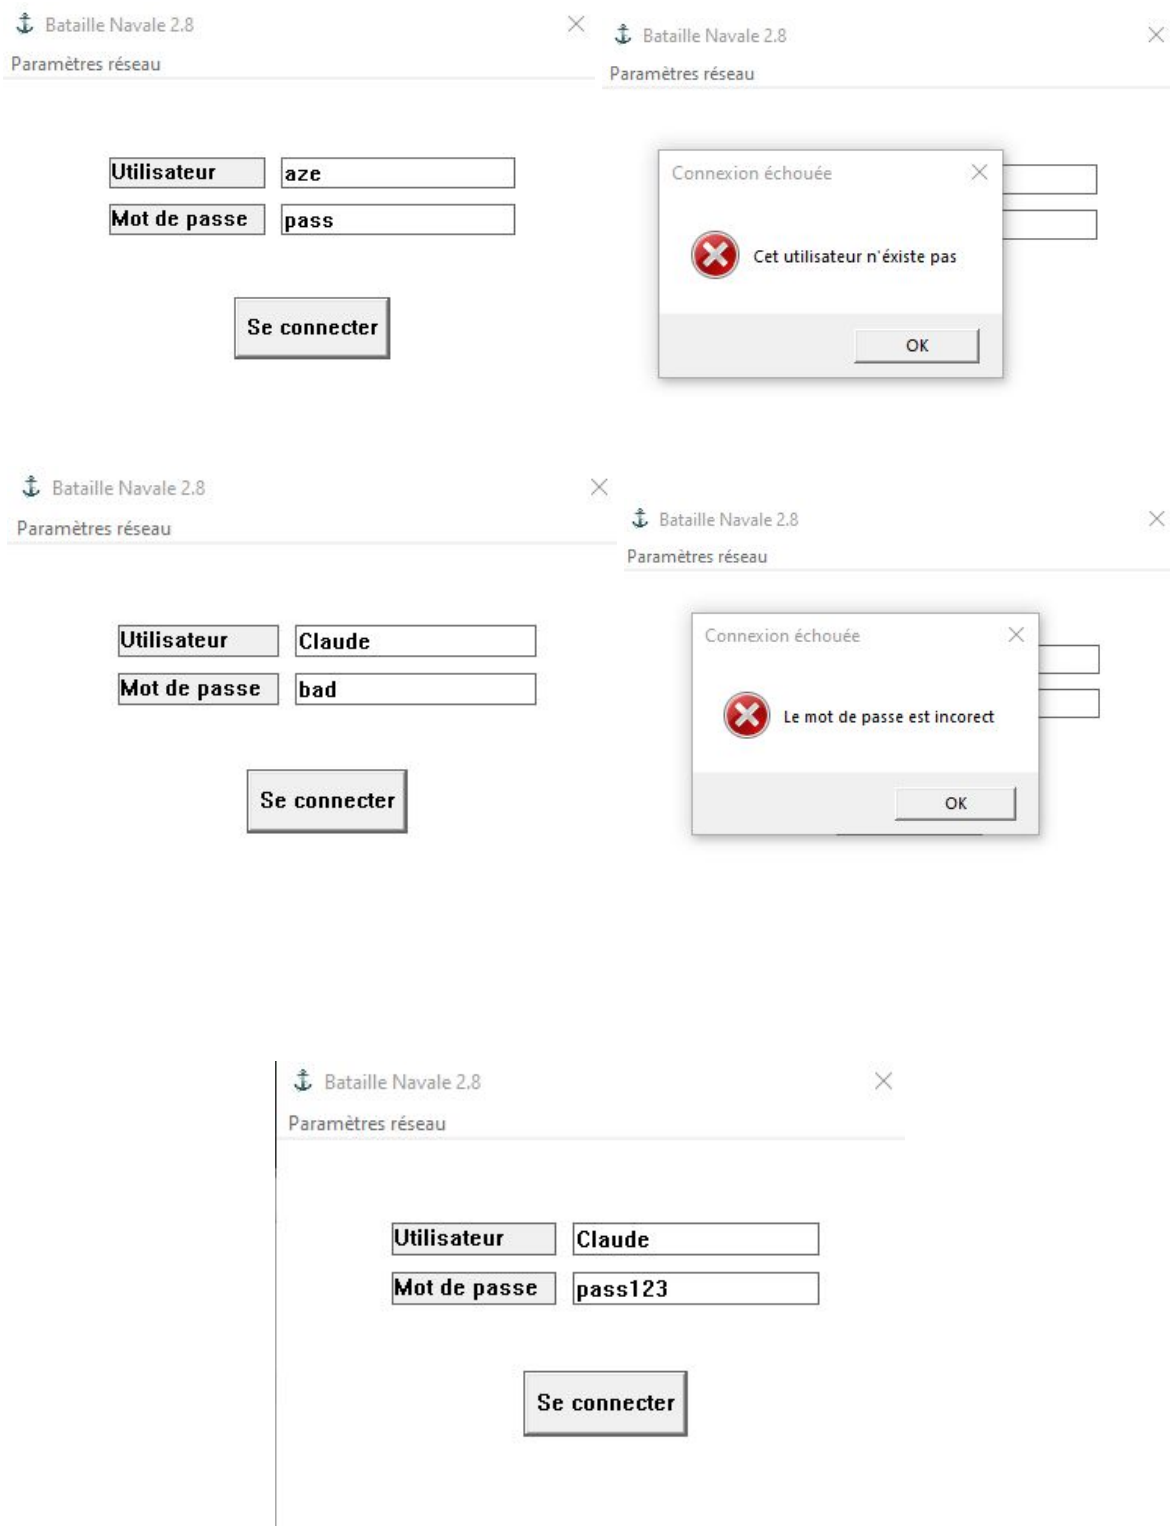 Bataille Navale 2.8
Paramètres réseau
Utilisateur aze
Mot de passe pass
Se connecter
Bataille Navale 2.8
Paramètres réseau
Connexion échouée
Cet utilisateur n'éxiste pas
OK
Bataille Navale 2.8
Paramètres réseau
Utilisateur Claude
Mot de passe bad
Se connecter
Bataille Navale 2.8
Paramètres réseau
Connexion échouée
Le mot de passe est incorect
OK
Bataille Navale 2.8
Paramètres réseau
Utilisateur Claude
Mot de passe pass123
Se connecter